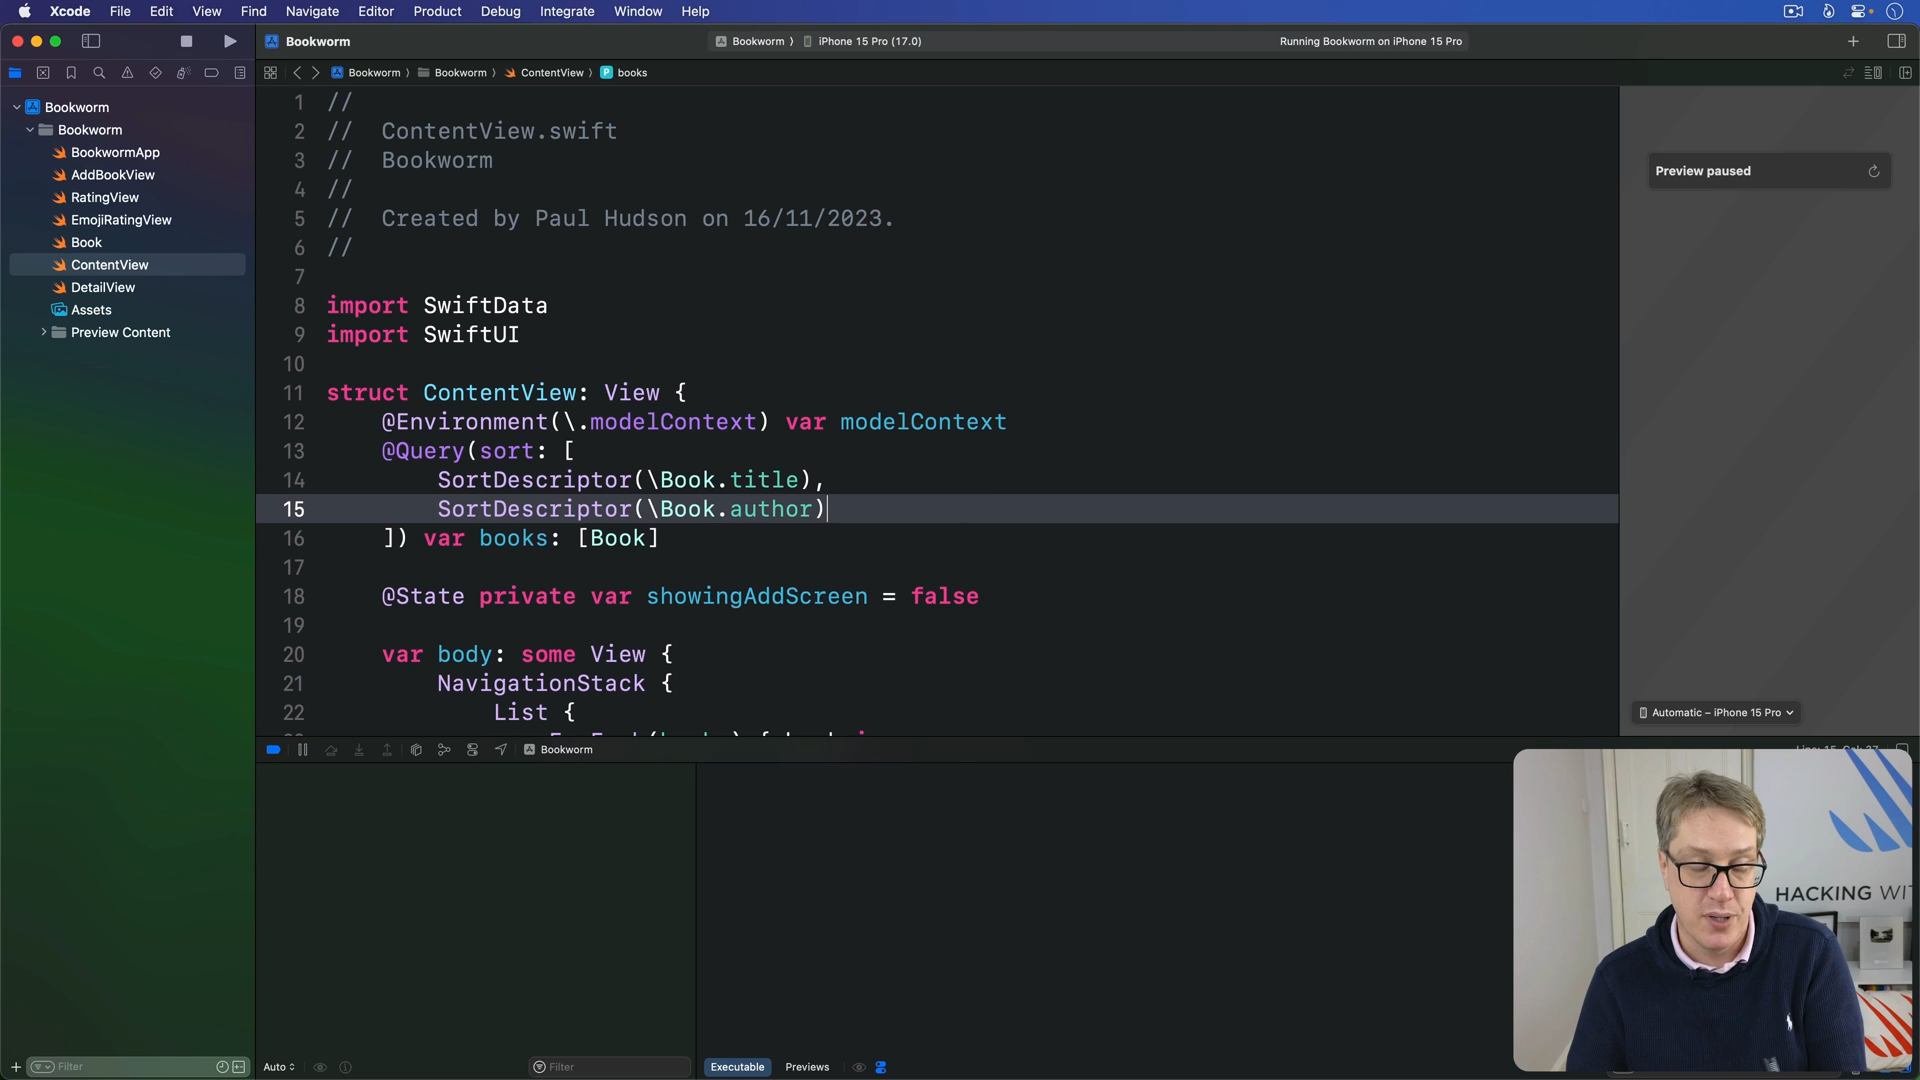 Xcode File Edit View Find Navigate Editor Product Debug Integrate Window Help
Bookworm
Bookworm 〉 iPhone 15 Pro (17.0)
Running Bookworm on iPhone 15 Pro
Bookworm 〉 Bookworm 〉 ContentView 〉 P books
Bookworm
Bookworm
BookwormApp
AddBookView
RatingView
EmojiRatingView
Book
ContentView
DetailView
Assets
Preview Content
1 //
2 //  ContentView.swift
3 //  Bookworm
4 //
5 //  Created by Paul Hudson on 16/11/2023.
6 //
7
8 import SwiftData
9 import SwiftUI
10
11 struct ContentView: View {
12     @Environment(\.modelContext) var modelContext
13     @Query(sort: [
14         SortDescriptor(\Book.title),
15         SortDescriptor(\Book.author)
16     ]) var books: [Book]
17
18     @State private var showingAddScreen = false
19
20     var body: some View {
21         NavigationStack {
22             List {
Preview paused
Automatic – iPhone 15 Pro
Bookworm
HACKING WI
Filter
Auto
Filter
Executable Previews